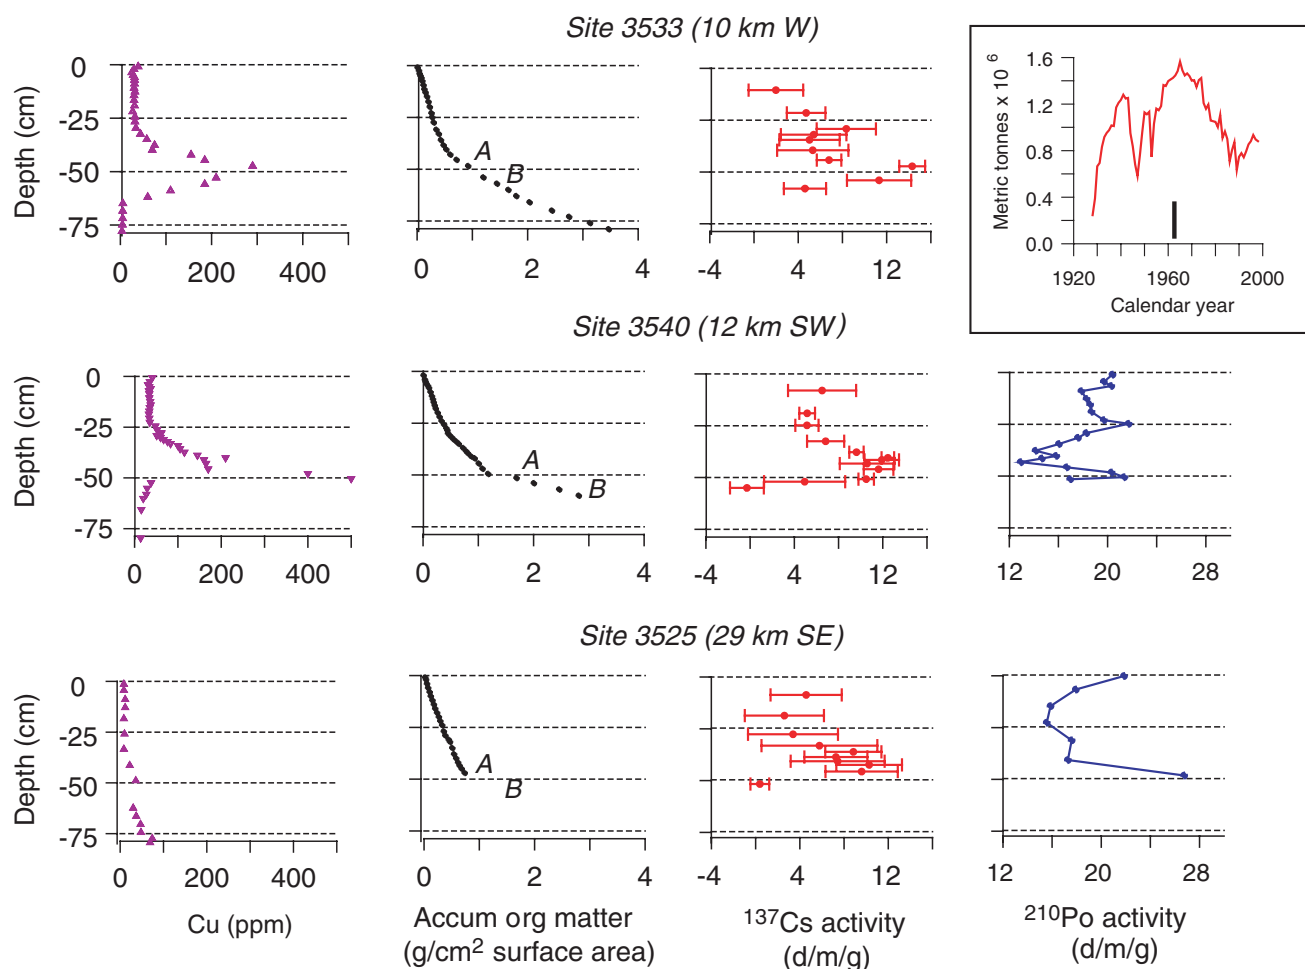 Site 3533 (10 km W)
0
-25
-50
-75
Depth (cm)
0 200 400
A
B
0 2 4
-4 4 12
1.6
1.2
0.8
0.4
0.0
Metric tonnes x 10 6
1920 1960 2000
Calendar year
Site 3540 (12 km SW)
0
-25
-50
-75
Depth (cm)
0 200 400
A
B
0 2 4
-4 4 12
12 20 28
Site 3525 (29 km SE)
0
-25
-50
-75
Depth (cm)
0 200 400
Cu (ppm)
A
B
0 2 4
Accum org matter
(g/cm2 surface area)
-4 4 12
137Cs activity
(d/m/g)
12 20 28
210Po activity
(d/m/g)